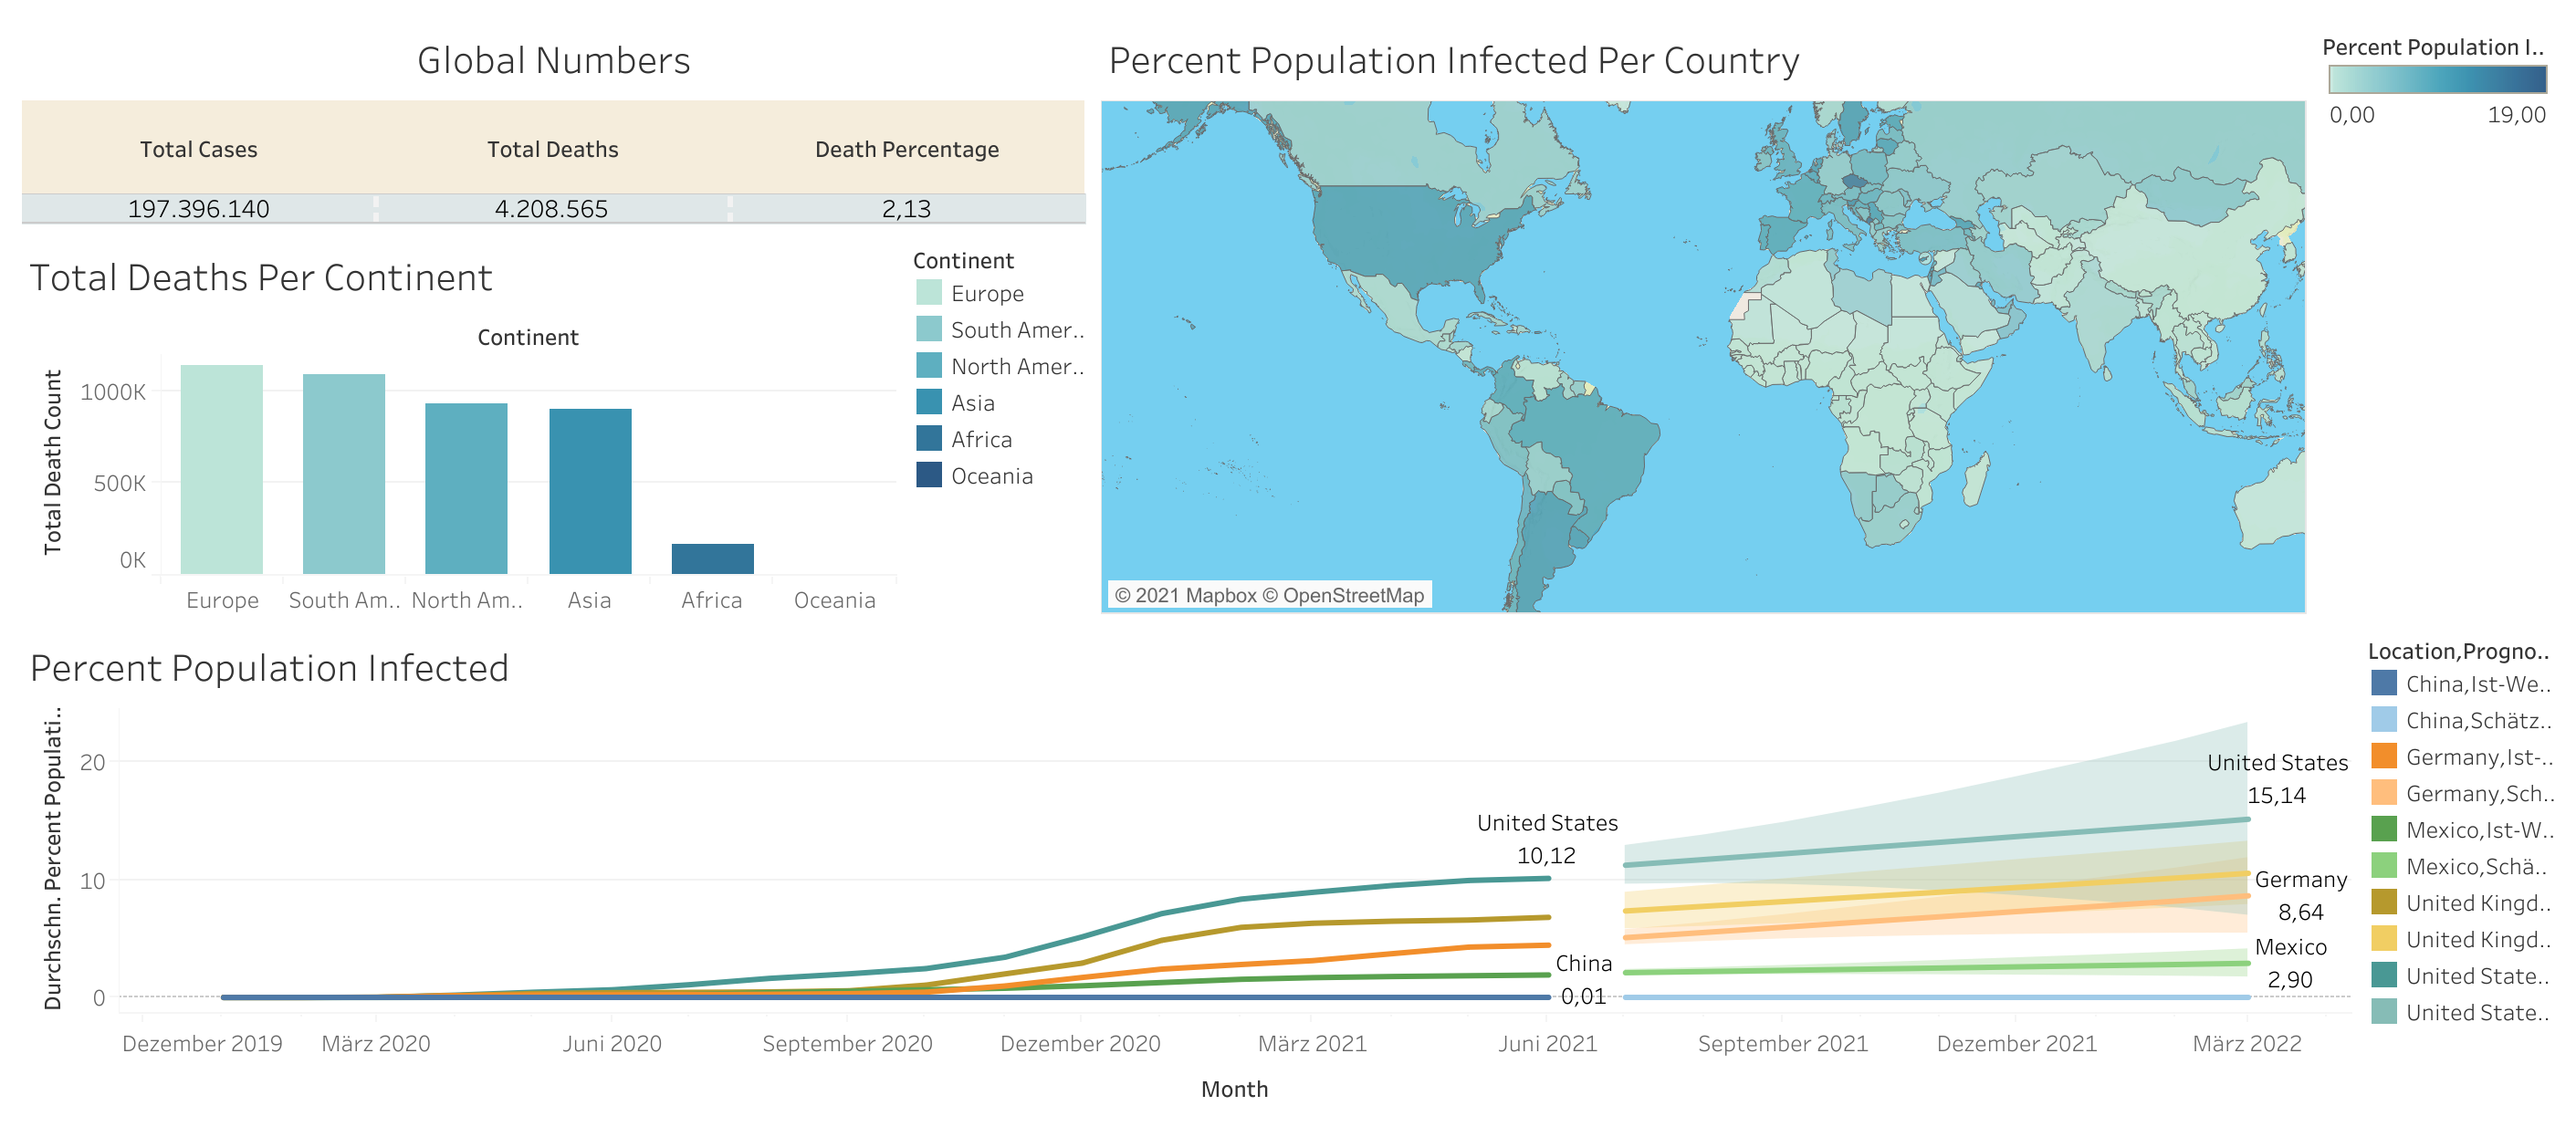 Global Numbers
Total Cases Total Deaths Death Percentage
197.396.140 4.208.565 2,13
Total Deaths Per Continent
Continent
Total Death Count
1000K
500K
0K
Europe South Am.. North Am.. Asia Africa Oceania
Continent
Europe
South Amer..
North Amer..
Asia
Africa
Oceania
Percent Population Infected Per Country
© 2021 Mapbox © OpenStreetMap
Percent Population I..
0,00 19,00
Percent Population Infected
Durchschn. Percent Populati..
20
10
0
United States
10,12
China
0,01
United States
15,14
Germany
8,64
Mexico
2,90
Dezember 2019 März 2020 Juni 2020 September 2020 Dezember 2020 März 2021 Juni 2021 September 2021 Dezember 2021 März 2022
Month
Location,Progno..
China,Ist-We..
China,Schätz..
Germany,Ist-..
Germany,Sch..
Mexico,Ist-W..
Mexico,Schä..
United Kingd..
United Kingd..
United State..
United State..